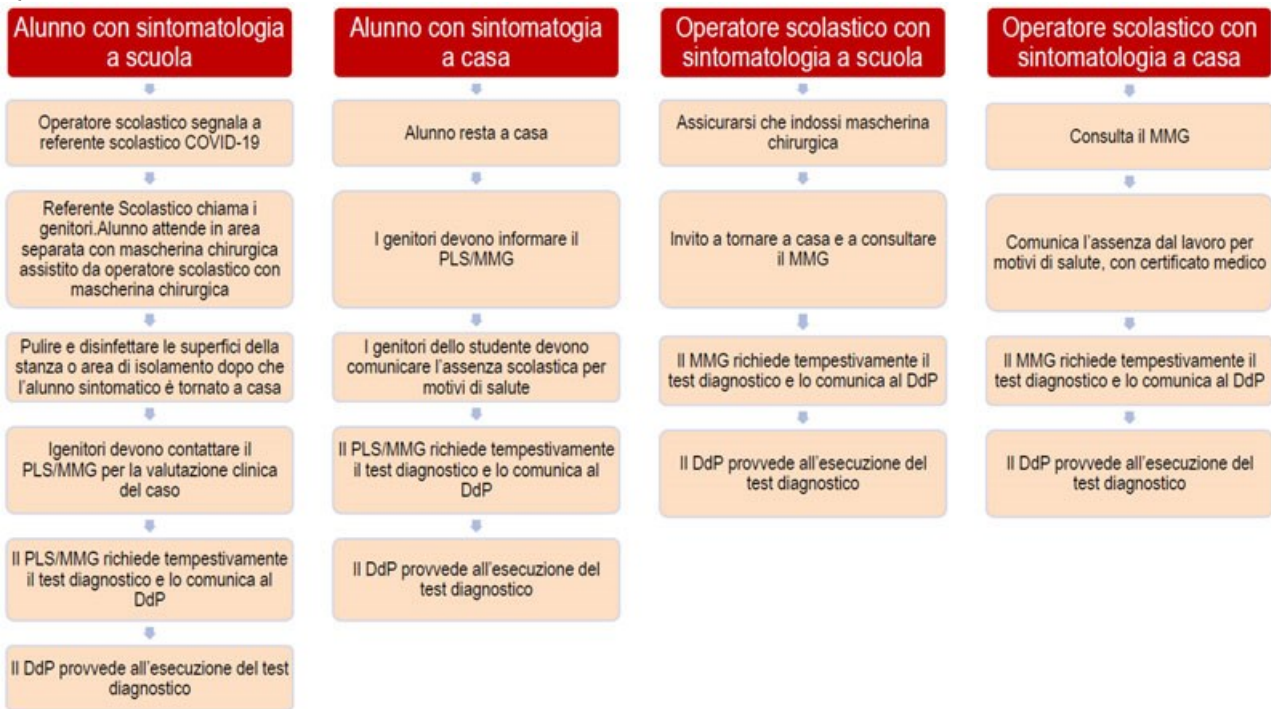 Alunno con sintomatologia
a scuola
Operatore scolastico segnala a
referente scolastico COVID-19
Referente Scolastico chiama i
genitori.Alunno attende in area
separata con mascherina chirurgica
assistito da operatore scolastico con
mascherina chirurgica
Pulire e disinfettare le superfici della
stanza o area di isolamento dopo che
l'alunno sintomatico è tornato a casa
Igenitori devono contattare il
PLS/MMG per la valutazione clinica
del caso
Il PLS/MMG richiede tempestivamente
il test diagnostico e lo comunica al
DdP
Il DdP provvede all'esecuzione del test
diagnostico
Alunno con sintomatogia
a casa
Alunno resta a casa
I genitori devono informare il
PLS/MMG
I genitori dello studente devono
comunicare l'assenza scolastica per
motivi di salute
Il PLS/MMG richiede tempestivamente
il test diagnostico e lo comunica al
DdP
Il DdP provvede all'esecuzione del
test diagnostico
Operatore scolastico con
sintomatologia a scuola
Assicurarsi che indossi mascherina
chirurgica
Invito a tornare a casa e a consultare
il MMG
Il MMG richiede tempestivamente il
test diagnostico e lo comunica al DdP
Il DdP provvede all'esecuzione del
test diagnostico
Operatore scolastico con
sintomatologia a casa
Consulta il MMG
Comunica l'assenza dal lavoro per
motivi di salute, con certificato medico
Il MMG richiede tempestivamente il
test diagnostico e lo comunica al DdP
Il DdP provvede all'esecuzione del
test diagnostico